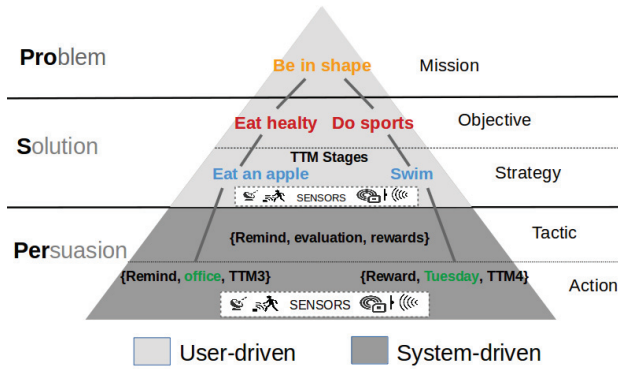 Problem
Be in shape
Mission
Solution
Eat healty
Do sports
Objective
TTM Stages
Eat an apple
Swim
Strategy
SENSORS
Persuasion
{Remind, evaluation, rewards}
Tactic
{Remind, office, TTM3}
{Reward, Tuesday, TTM4}
Action
SENSORS
User-driven
System-driven